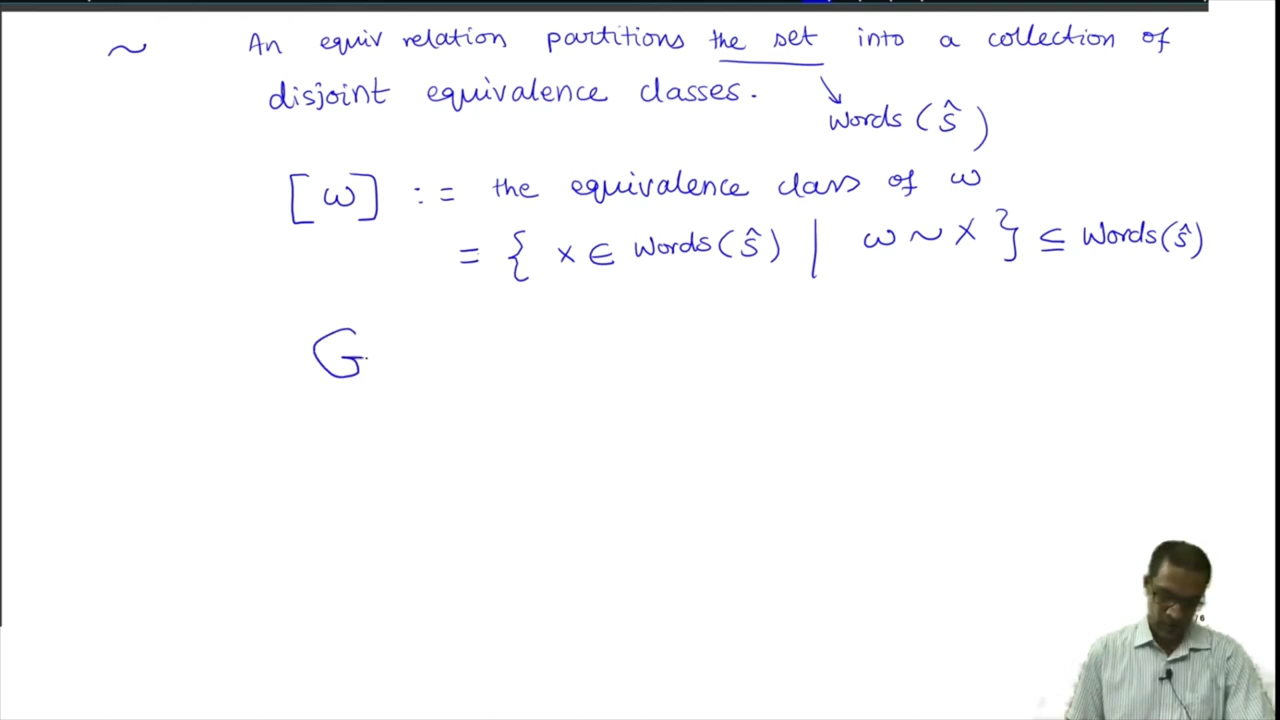 ~ An equiv relation partitions the set into a collection of
disjoint equivalence classes.
words (ŝ)
[w] := the equivalence class of w
= { x ∈ words(ŝ) | w ~ x } ⊆ words(ŝ)
G
/6